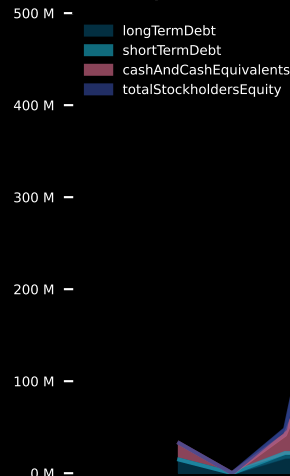 500 M
longTermDebt
shortTermDebt
cashAndCashEquivalents
totalStockholdersEquity
400 M
300 M
200 M
100 M
0 M